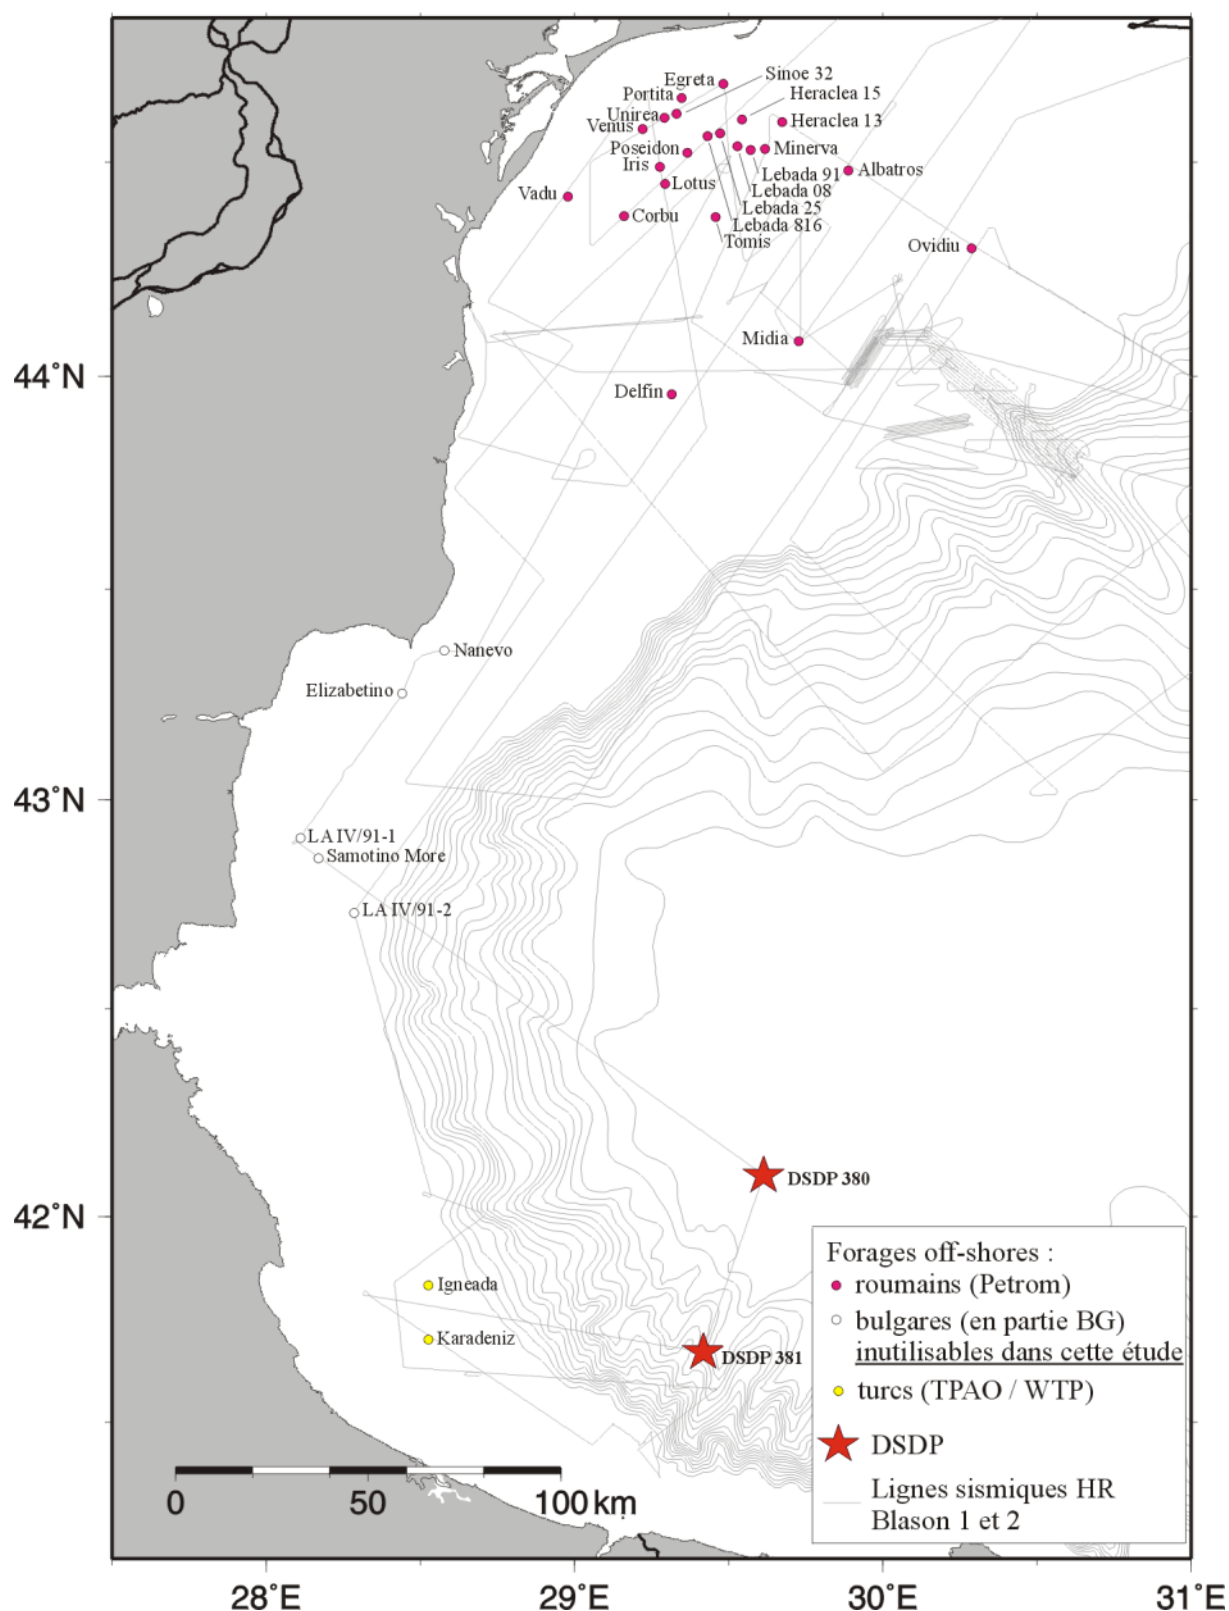 Sinoe 32
Egreta
Heraclea 15
Portita
Unirea
Heraclea 13
Venus
Poseidon
Minerva
Iris
Albatros
Lebada 91
Lotus
Lebada 08
Vadu
Lebada 25
Corbu
Lebada 816
Tomis
Ovidiu
Midia
44˚N
Delfin
Nanevo
Elizabetino
43˚N
LA IV/91-1
Samotino More
LA IV/91-2
DSDP 380
42˚N
Igneada
Karadeniz
DSDP 381
Forages off-shores :
roumains (Petrom)
bulgares (en partie BG)
inutilisables dans cette étude
turcs (TPAO / WTP)
DSDP
Lignes sismiques HR
Blason 1 et 2
0 50 100 km
28˚E 29˚E 30˚E 31˚E